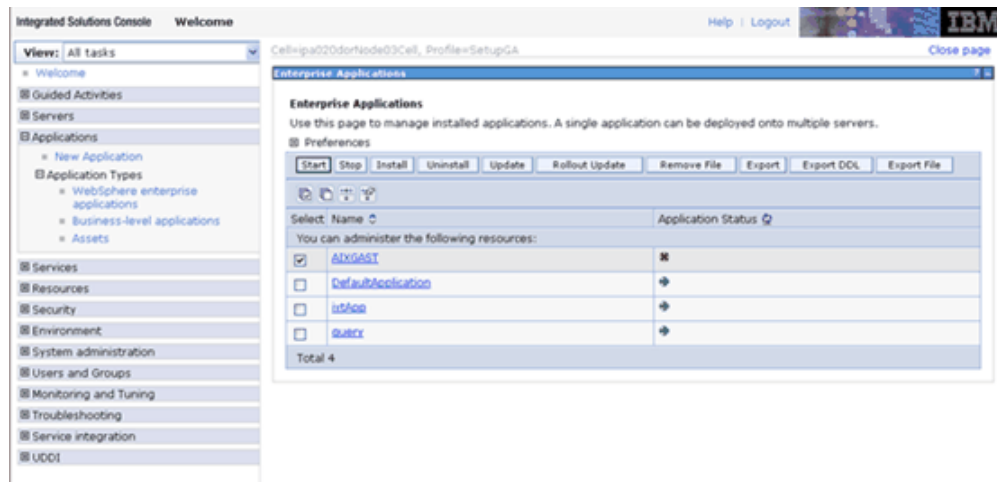 Integrated Solutions Console Welcome Help | Logout IBM
View: All tasks
Cell=ipa020dorNode03Cell, Profile=SetupGA Close page
Welcome
Guided Activities
Servers
Applications
New Application
Application Types
WebSphere enterprise
applications
Business-level applications
Assets
Services
Resources
Security
Environment
System administration
Users and Groups
Monitoring and Tuning
Troubleshooting
Service integration
UDDI
Enterprise Applications ? -
Enterprise Applications
Use this page to manage installed applications. A single application can be deployed onto multiple servers.
Preferences
Start Stop Install Uninstall Update Rollout Update Remove File Export Export DDL Export File
Select Name Application Status
You can administer the following resources:
AIXGAST
DefaultApplication
ivtApp
query
Total 4